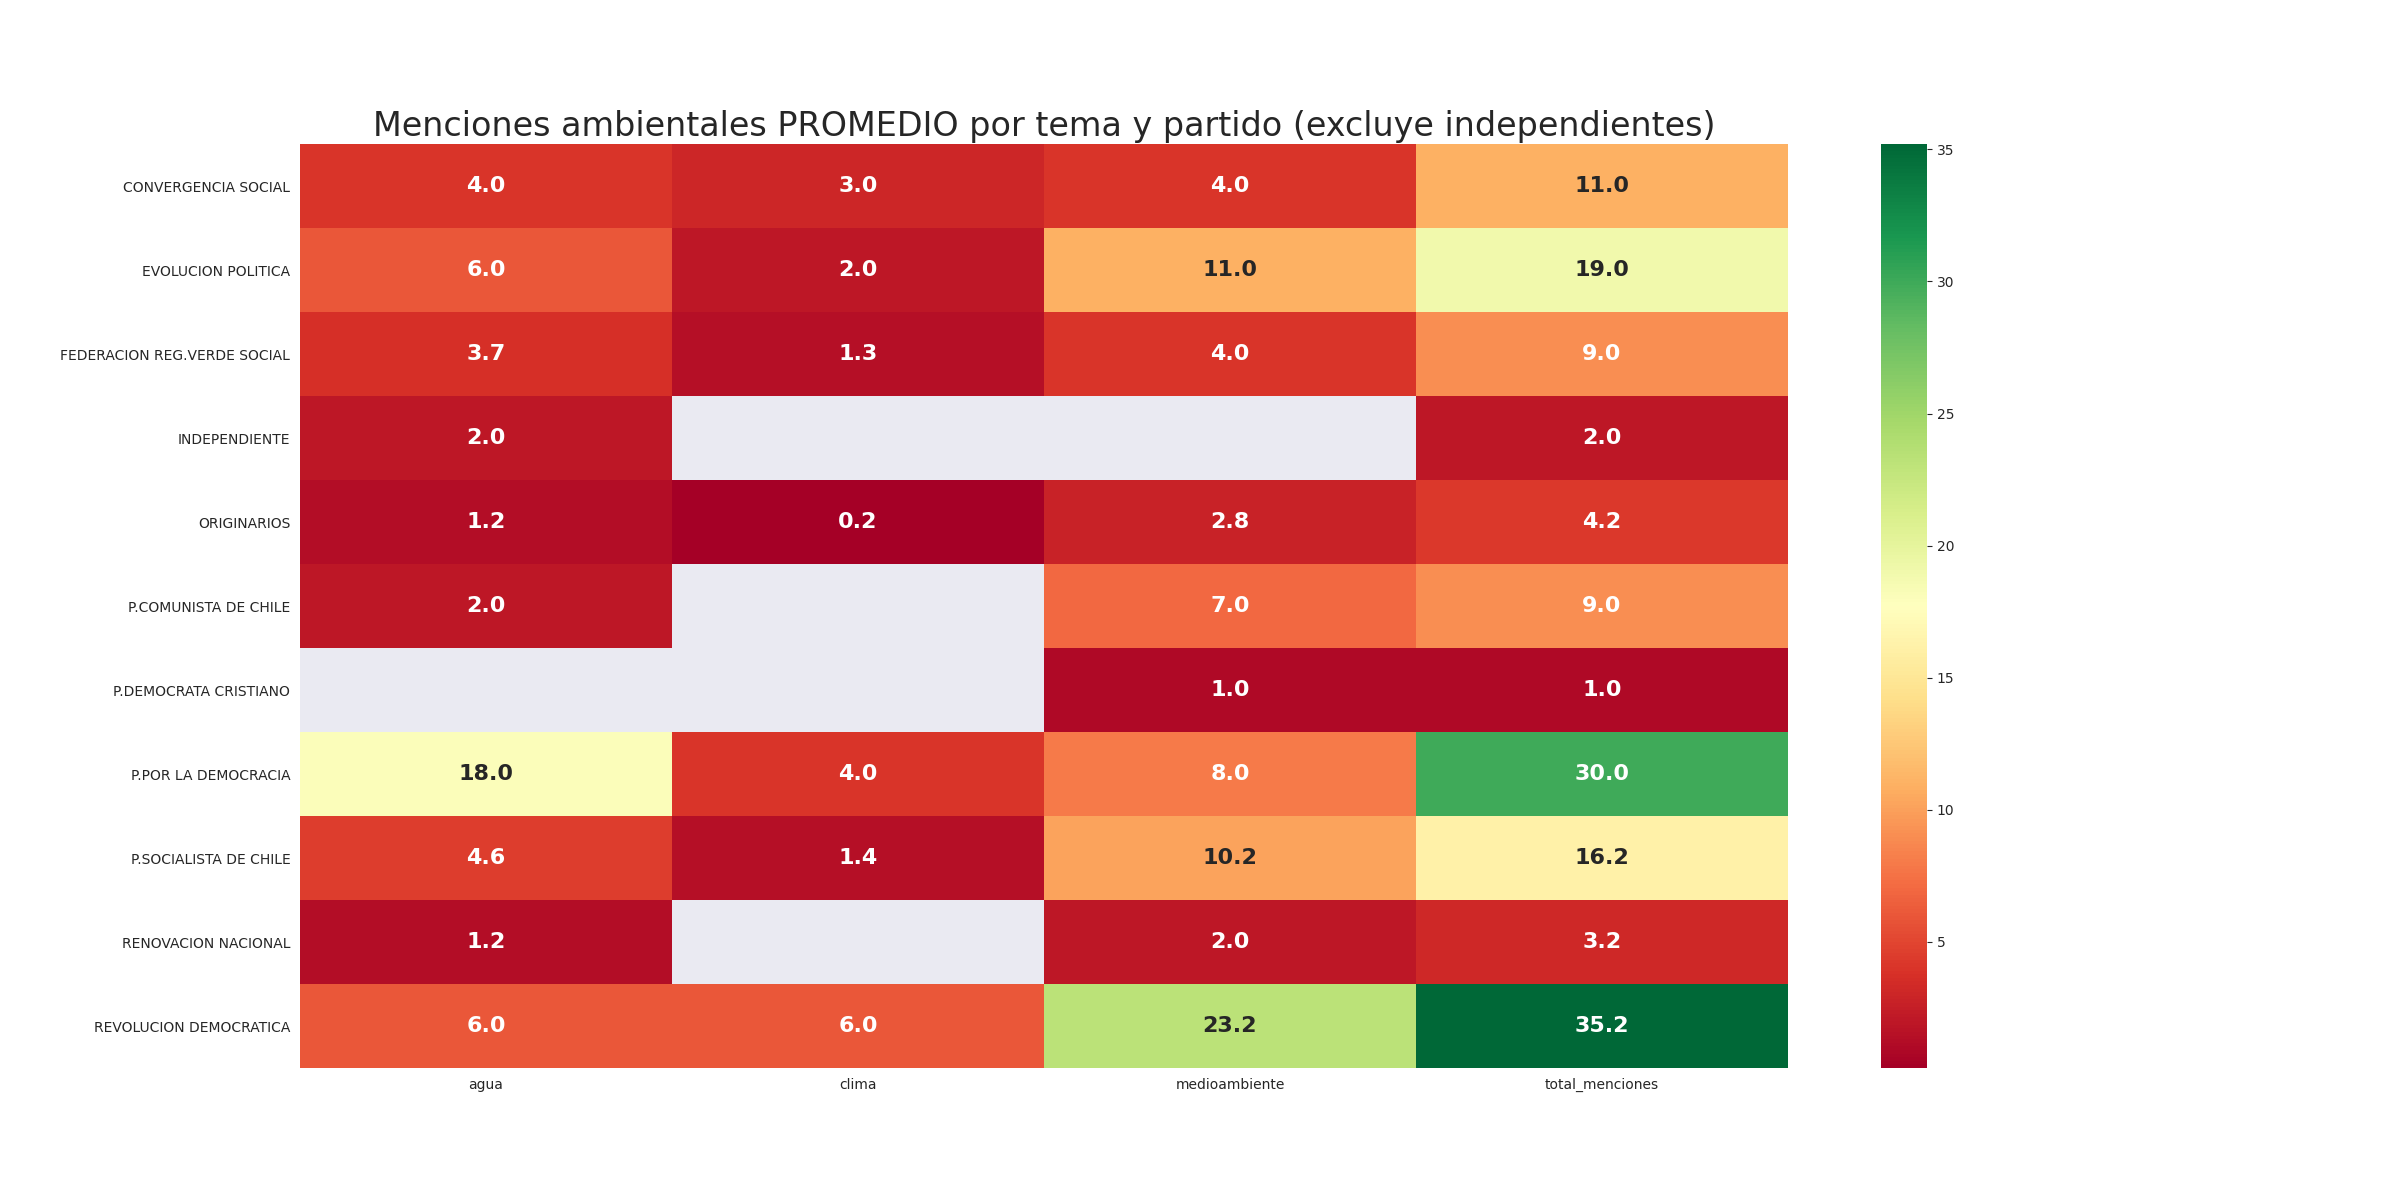 Menciones ambientales PROMEDIO por tema y partido (excluye independientes)
CONVERGENCIA SOCIAL 4.0 3.0 4.0 11.0
EVOLUCION POLITICA 6.0 2.0 11.0 19.0
FEDERACION REG.VERDE SOCIAL 3.7 1.3 4.0 9.0
INDEPENDIENTE 2.0 2.0
ORIGINARIOS 1.2 0.2 2.8 4.2
P.COMUNISTA DE CHILE 2.0 7.0 9.0
P.DEMOCRATA CRISTIANO 1.0 1.0
P.POR LA DEMOCRACIA 18.0 4.0 8.0 30.0
P.SOCIALISTA DE CHILE 4.6 1.4 10.2 16.2
RENOVACION NACIONAL 1.2 2.0 3.2
REVOLUCION DEMOCRATICA 6.0 6.0 23.2 35.2
agua clima medioambiente total_menciones
35
30
25
20
15
10
5